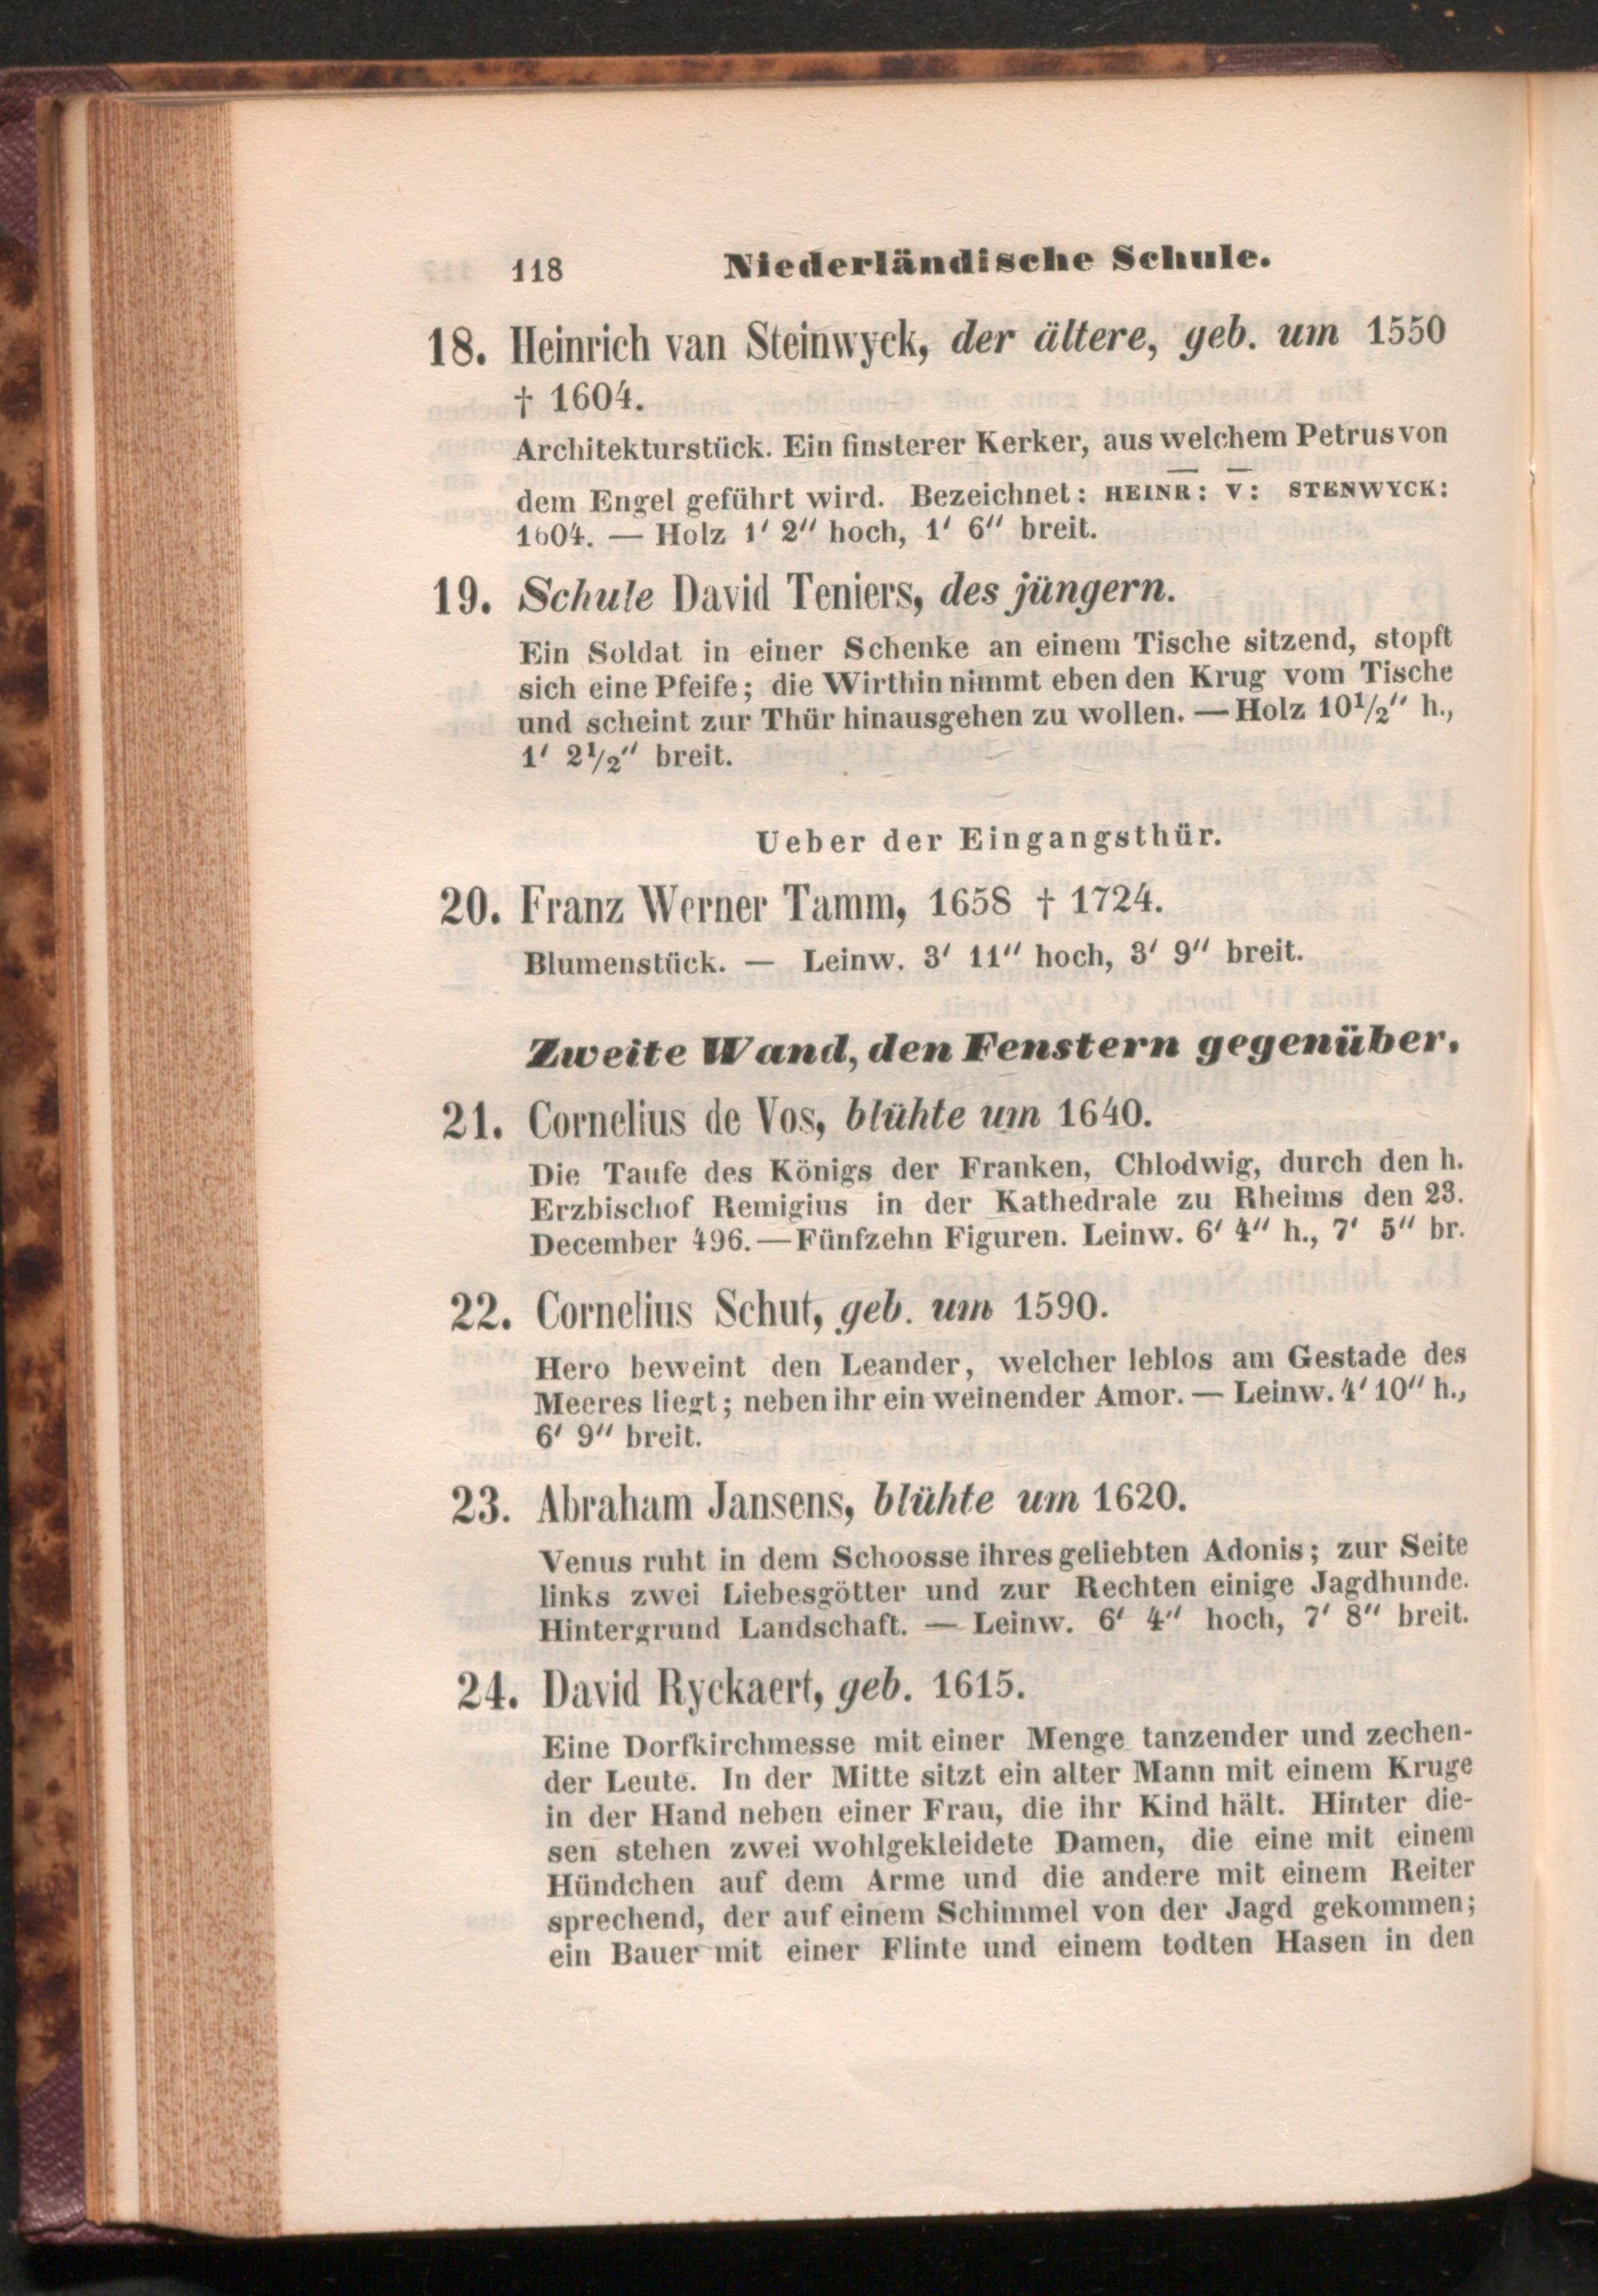 118 Niederländische Schule.
18. Heinrich van Steinwyck, der ältere, geb. um 1550
† 1604.
Architekturstück. Ein finsterer Kerker, aus welchem Petrus von
dem Engel geführt wird. Bezeichnet: HEINR: V: STENWYCK:
1604. — Holz 1' 2" hoch, 1' 6" breit.
19. Schule David Teniers, des jüngern.
Ein Soldat in einer Schenke an einem Tische sitzend, stopft
sich eine Pfeife; die Wirthin nimmt eben den Krug vom Tische
und scheint zur Thür hinausgehen zu wollen. — Holz 10½" h.,
1' 2½" breit.
Ueber der Eingangsthür.
20. Franz Werner Tamm, 1658 † 1724.
Blumenstück. — Leinw. 3' 11" hoch, 3' 9" breit.
Zweite Wand, den Fenstern gegenüber.
21. Cornelius de Vos, blühte um 1640.
Die Taufe des Königs der Franken, Chlodwig, durch den h.
Erzbischof Remigius in der Kathedrale zu Rheims den 23.
December 496. — Fünfzehn Figuren. Leinw. 6' 4" h., 7' 5" br.
22. Cornelius Schut, geb. um 1590.
Hero beweint den Leander, welcher leblos am Gestade des
Meeres liegt; neben ihr ein weinender Amor. — Leinw. 4' 10" h.,
6' 9" breit.
23. Abraham Jansens, blühte um 1620.
Venus ruht in dem Schoosse ihres geliebten Adonis; zur Seite
links zwei Liebesgötter und zur Rechten einige Jagdhunde.
Hintergrund Landschaft. — Leinw. 6' 4" hoch, 7' 8" breit.
24. David Ryckaert, geb. 1615.
Eine Dorfkirchmesse mit einer Menge tanzender und zechen-
der Leute. In der Mitte sitzt ein alter Mann mit einem Kruge
in der Hand neben einer Frau, die ihr Kind hält. Hinter die-
sen stehen zwei wohlgekleidete Damen, die eine mit einem
Hündchen auf dem Arme und die andere mit einem Reiter
sprechend, der auf einem Schimmel von der Jagd gekommen;
ein Bauer mit einer Flinte und einem todten Hasen in den